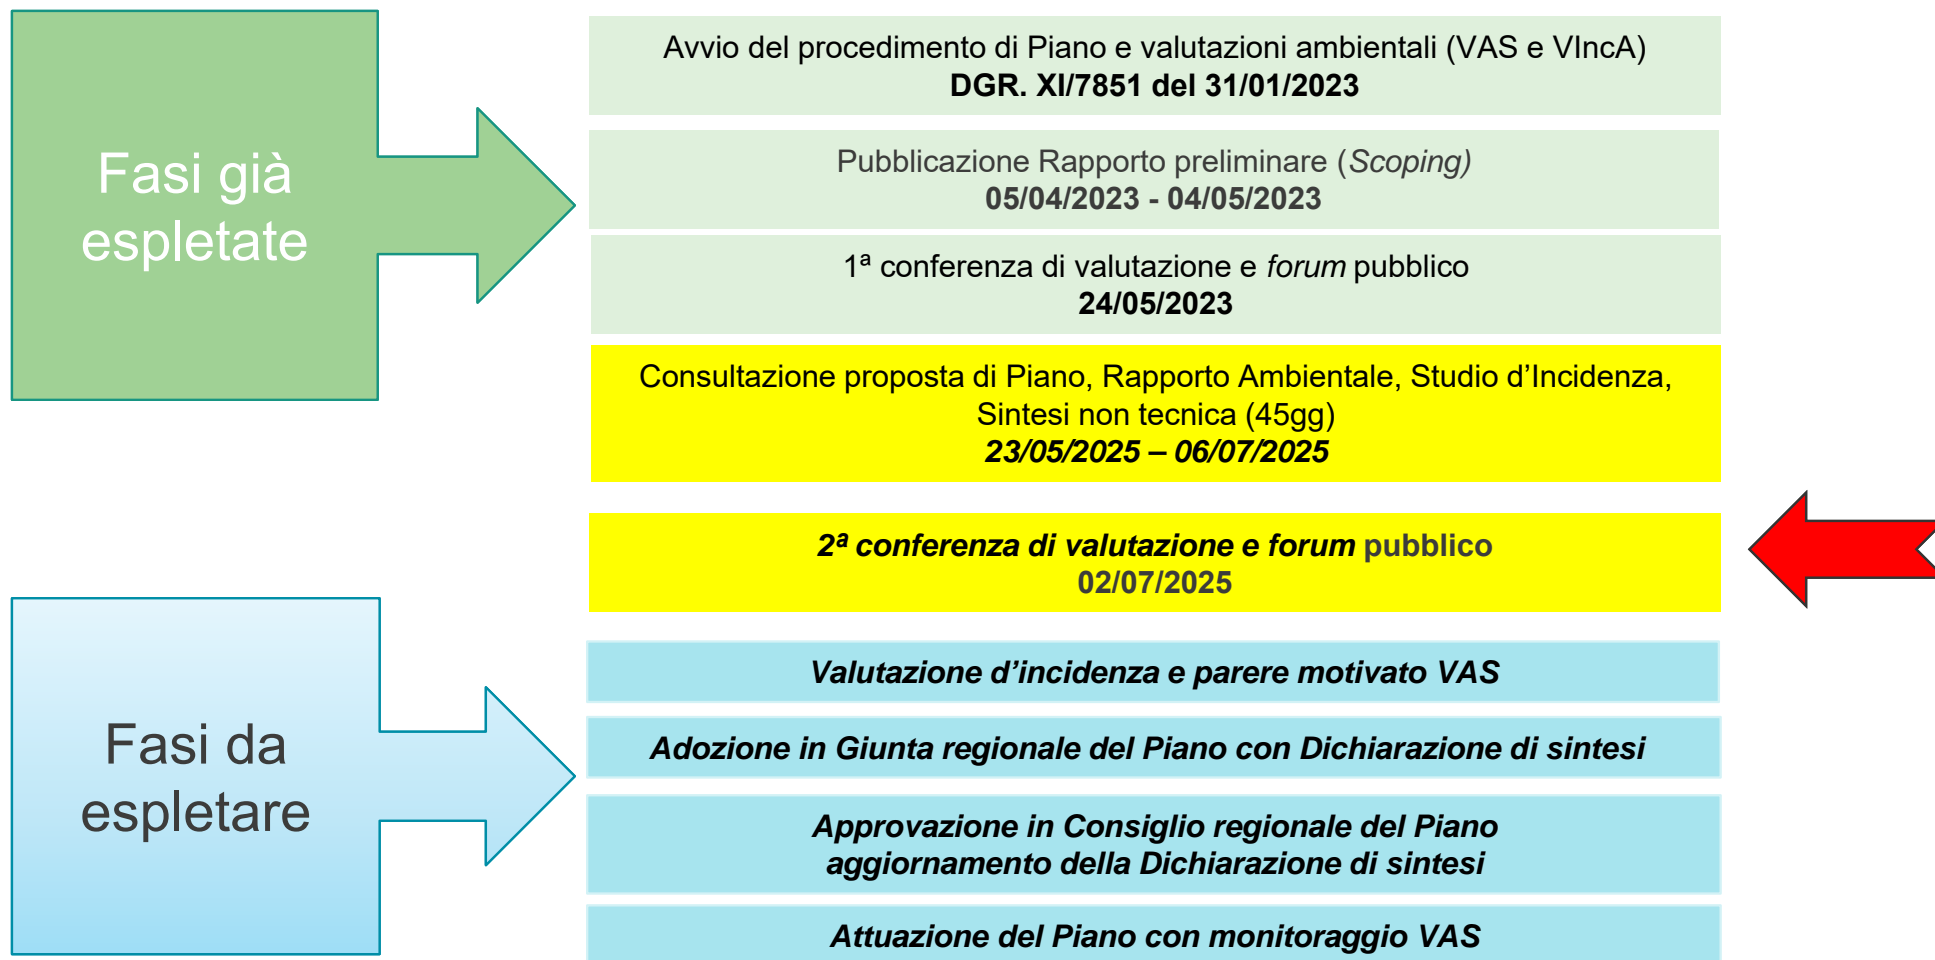 Fasi già
espletate
Avvio del procedimento di Piano e valutazioni ambientali (VAS e VIncA)
DGR. XI/7851 del 31/01/2023
Pubblicazione Rapporto preliminare (Scoping)
05/04/2023 - 04/05/2023
1ª conferenza di valutazione e forum pubblico
24/05/2023
Consultazione proposta di Piano, Rapporto Ambientale, Studio d’Incidenza,
Sintesi non tecnica (45gg)
23/05/2025 – 06/07/2025
2ª conferenza di valutazione e forum pubblico
02/07/2025
Fasi da
espletare
Valutazione d’incidenza e parere motivato VAS
Adozione in Giunta regionale del Piano con Dichiarazione di sintesi
Approvazione in Consiglio regionale del Piano
aggiornamento della Dichiarazione di sintesi
Attuazione del Piano con monitoraggio VAS